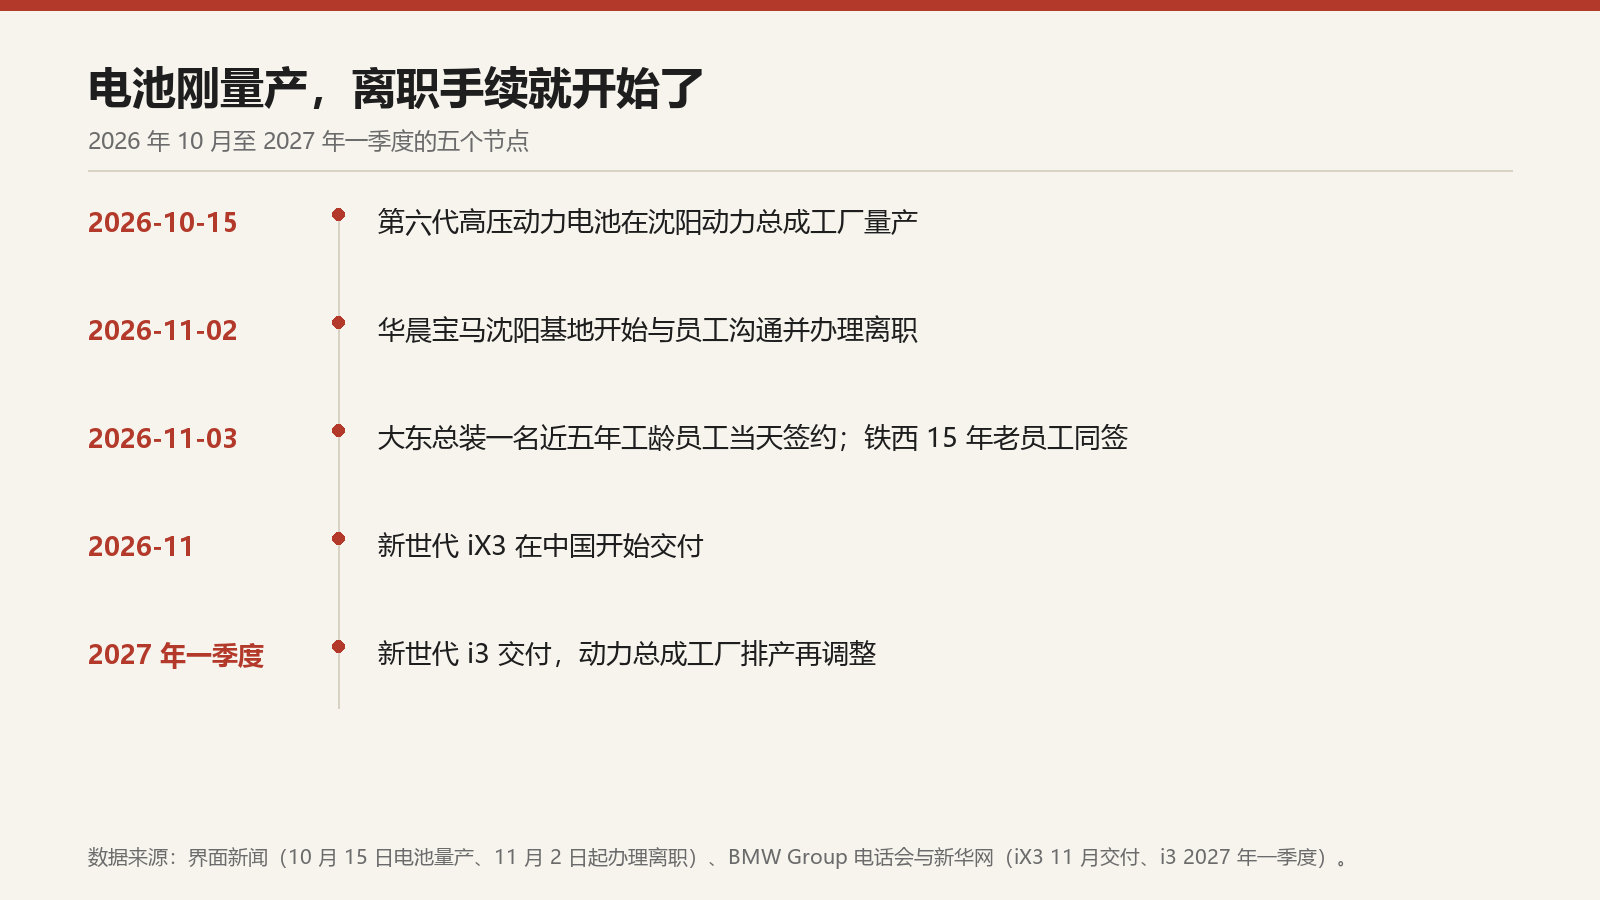 电池刚量产，离职手续就开始了
2026 年 10 月至 2027 年一季度的五个节点
2026-10-15 第六代高压动力电池在沈阳动力总成工厂量产
2026-11-02 华晨宝马沈阳基地开始与员工沟通并办理离职
2026-11-03 大东总装一名近五年工龄员工当天签约；铁西 15 年老员工同签
2026-11 新世代 iX3 在中国开始交付
2027 年一季度 新世代 i3 交付，动力总成工厂排产再调整
数据来源：界面新闻（10 月 15 日电池量产、11 月 2 日起办理离职）、BMW Group 电话会与新华网（iX3 11 月交付、i3 2027 年一季度）。